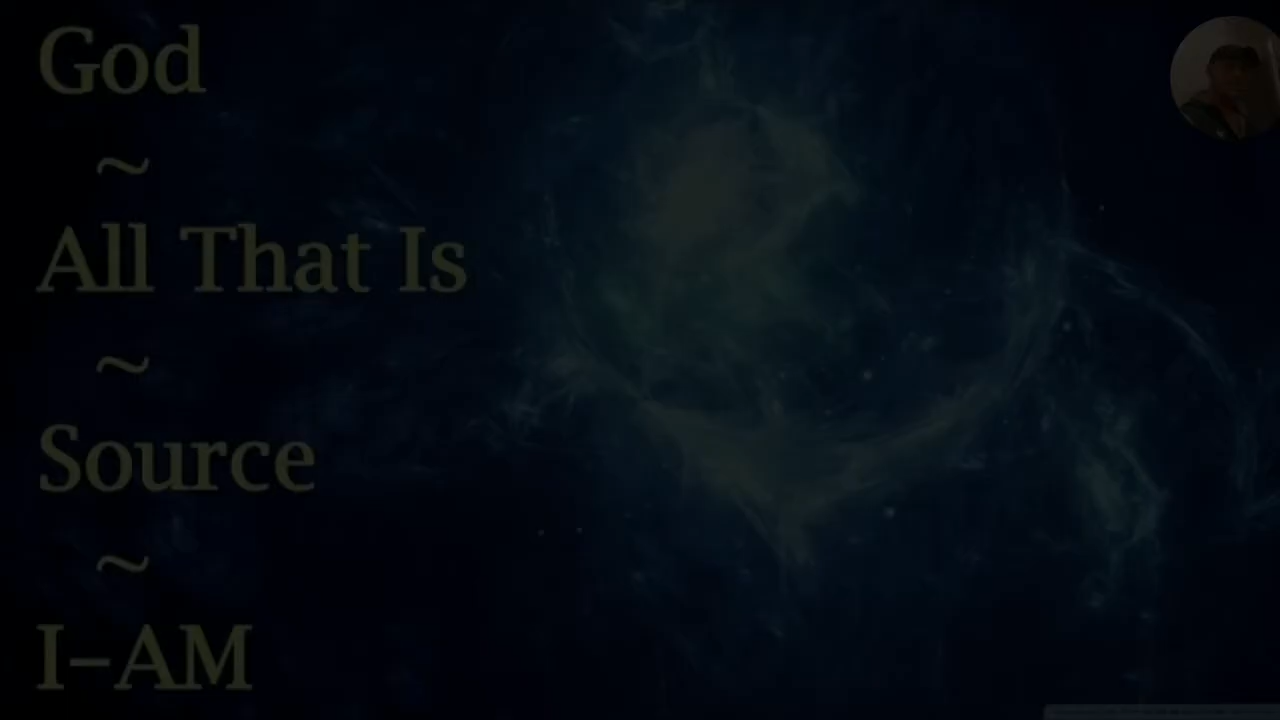 God
~
All That Is
~
Source
~
I-AM